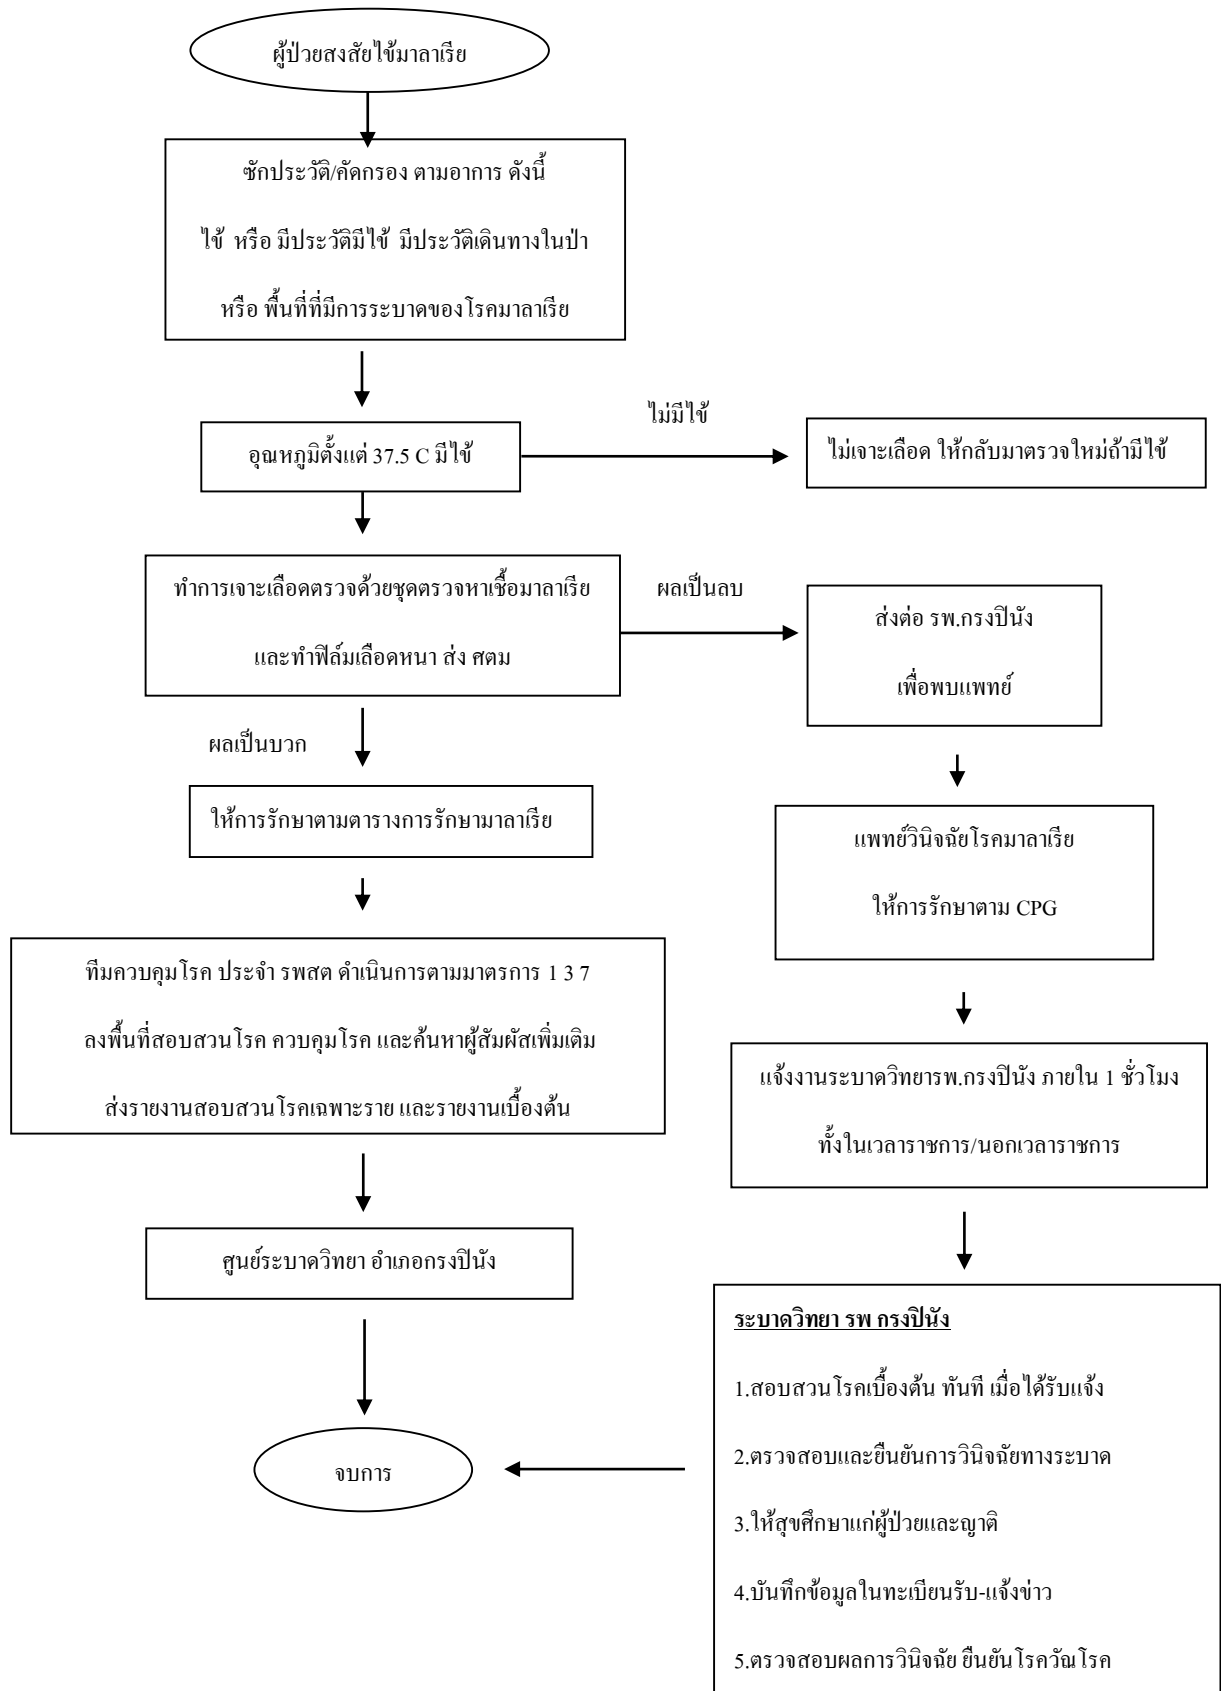 ผู้ป่วยสงสัยไข้มาลาเรีย
ซักประวัติ/คัดกรอง ตามอาการ ดังนี้
ไข้ หรือ มีประวัติมีไข้ มีประวัติเดินทางในป่า
หรือ พื้นที่ที่มีการระบาดของโรคมาลาเรีย
อุณหภูมิตั้งแต่ 37.5 C มีไข้
ไม่มีไข้
ไม่เจาะเลือด ให้กลับมาตรวจใหม่ถ้ามีไข้
ทำการเจาะเลือดตรวจด้วยชุดตรวจหาเชื้อมาลาเรีย
และทำฟิล์มเลือดหนา ส่ง ศตม
ผลเป็นลบ
ส่งต่อ รพ.กรงปินัง
เพื่อพบแพทย์
ผลเป็นบวก
ให้การรักษาตามตารางการรักษามาลาเรีย
แพทย์วินิจฉัยโรคมาลาเรีย
ให้การรักษาตาม CPG
ทีมควบคุมโรค ประจำ รพสต ดำเนินการตามมาตรการ 1 3 7
ลงพื้นที่สอบสวนโรค ควบคุมโรค และค้นหาผู้สัมผัสเพิ่มเติม
ส่งรายงานสอบสวนโรคเฉพาะราย และรายงานเบื้องต้น
แจ้งงานระบาดวิทยารพ.กรงปินัง ภายใน 1 ชั่วโมง
ทั้งในเวลาราชการ/นอกเวลาราชการ
ศูนย์ระบาดวิทยา อำเภอกรงปินัง
จบการ
ระบาดวิทยา รพ กรงปินัง
1.สอบสวนโรคเบื้องต้น ทันที เมื่อได้รับแจ้ง
2.ตรวจสอบและยืนยันการวินิจฉัยทางระบาด
3.ให้สุขศึกษาแก่ผู้ป่วยและญาติ
4.บันทึกข้อมูลในทะเบียนรับ-แจ้งข่าว
5.ตรวจสอบผลการวินิจฉัย ยืนยันโรควัณโรค